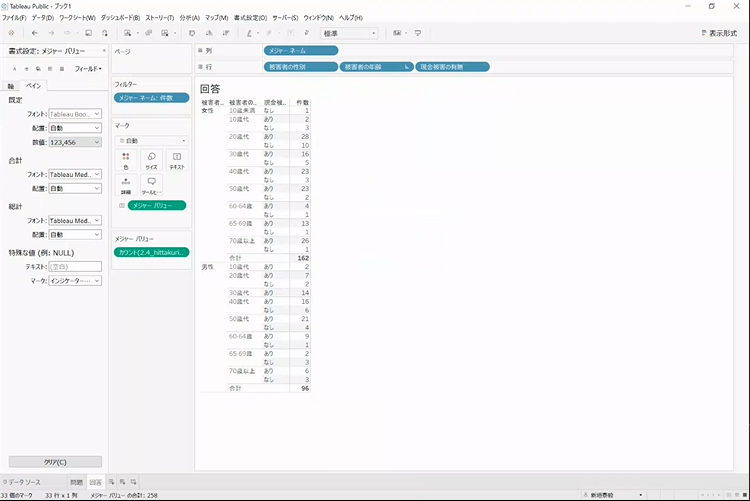 Tableau Public - ブック1
ファイル(F) データ(D) ワークシート(W) ダッシュボード(B) ストーリー(T) 分析(A) マップ(M) 書式設定(O) サーバー(S) ウィンドウ(N) ヘルプ(H)
標準 表示形式
書式設定: メジャー バリュー
フィールド
軸 ペイン
既定
フォント: Tableau Boo...
配置: 自動
数値: 123,456
合計
フォント: Tableau Med...
配置: 自動
総計
フォント: Tableau Med...
配置: 自動
特殊な値 (例: NULL)
テキスト: (空白)
マーク: インジケーター...
クリア(C)
ページ
フィルター
メジャー ネーム: 件数
マーク
自動
色 サイズ テキスト
詳細 ツールヒ...
メジャー バリュー
メジャー バリュー
カウント(2.4_hittakuri...
列 メジャー ネーム
行 被害者の性別 被害者の年齢 現金被害の有無
回答
被害者... 被害者の... 現金被... 件数
女性 10歳未満 なし 1
10歳代 あり 2
なし 3
20歳代 あり 28
なし 10
30歳代 あり 16
なし 5
40歳代 あり 23
なし 3
50歳代 あり 23
なし 2
60-64歳 あり 4
なし 1
65-69歳 あり 13
なし 1
70歳以上 あり 26
なし 1
合計 162
男性 10歳代 あり 2
20歳代 あり 7
なし 2
30歳代 あり 14
40歳代 あり 16
なし 6
50歳代 あり 21
なし 4
60-64歳 あり 9
なし 1
65-69歳 あり 2
なし 3
70歳以上 あり 6
なし 3
合計 96
データ ソース 問題 回答
33 個のマーク 33 行 x 1 列 メジャー バリュー の合計: 258